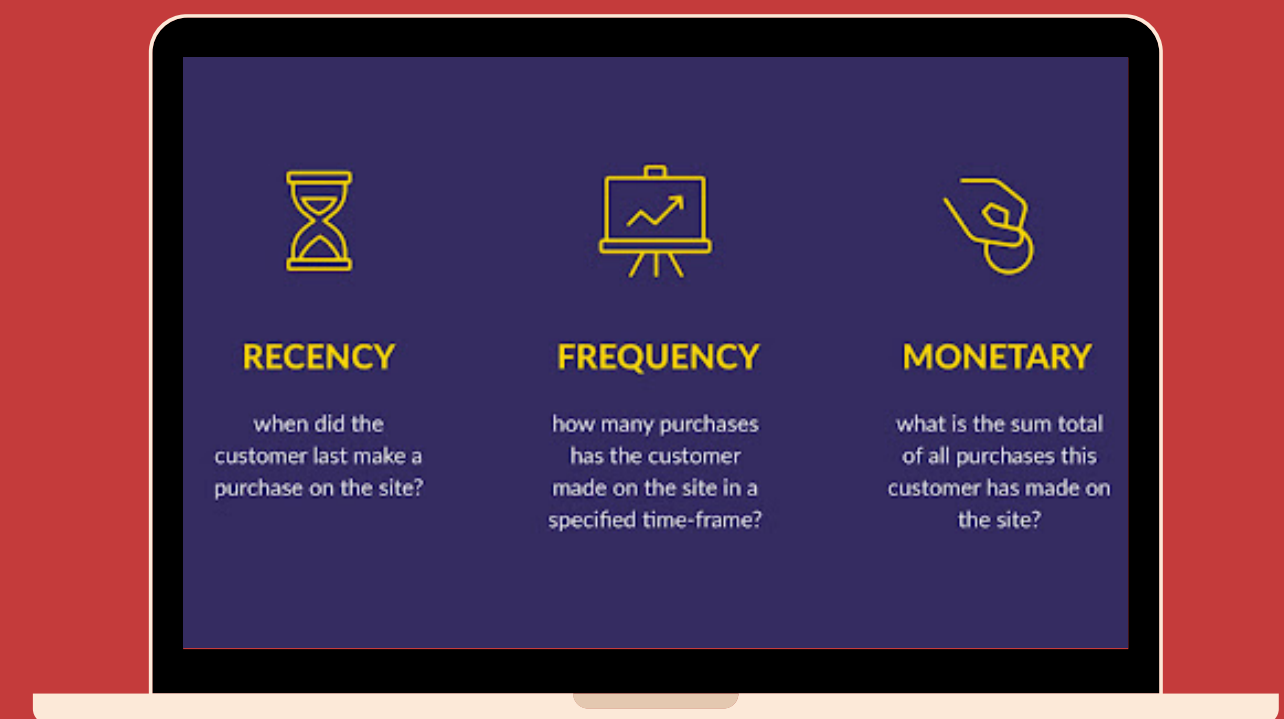 RECENCY
when did the
customer last make a
purchase on the site?
FREQUENCY
how many purchases
has the customer
made on the site in a
specified time-frame?
MONETARY
what is the sum total
of all purchases this
customer has made on
the site?